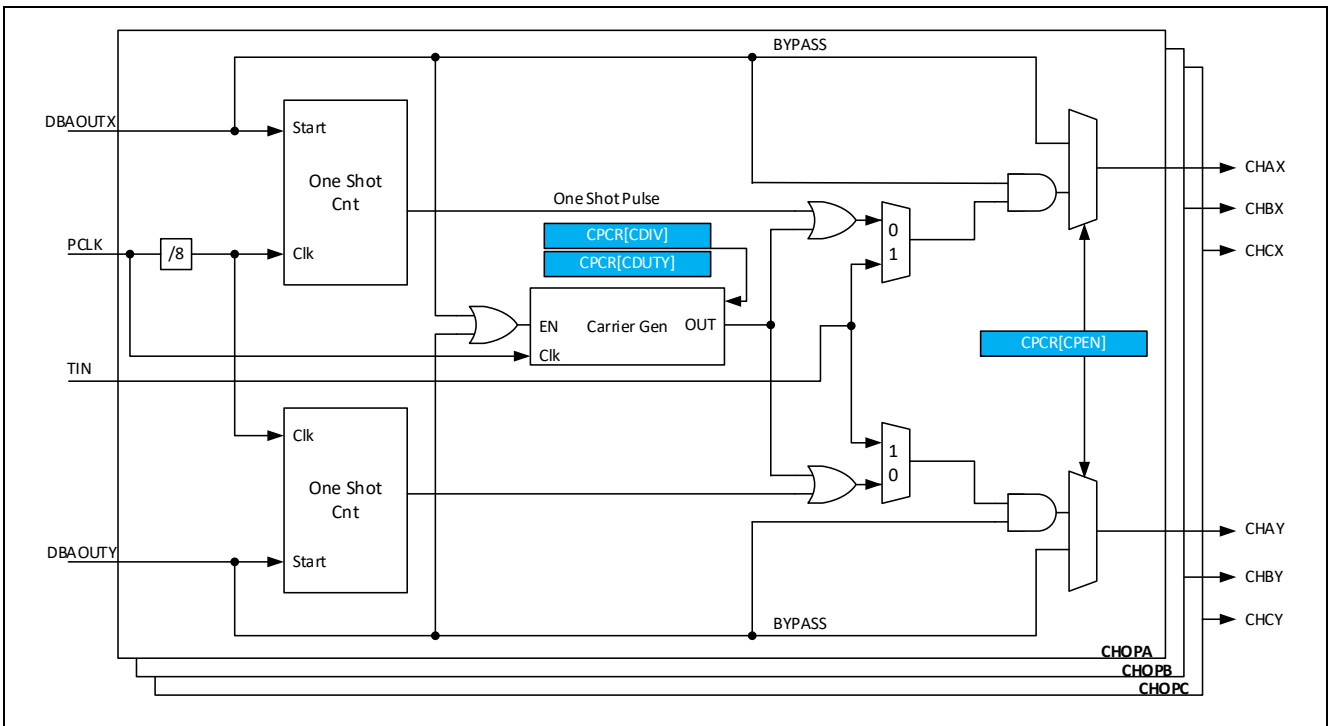 BYPASS
DBAOUTX
Start
One Shot
Cnt
CHAX
One Shot Pulse
CHBX
0
CPCR[CDIV]
PCLK
/8
Clk
1
CHCX
CPCR[CDUTY]
EN
Carrier Gen
OUT
CPCR[CPEN]
Clk
TIN
Clk
1
0
One Shot
Cnt
CHAY
DBAOUTY
Start
CHBY
BYPASS
CHCY
CHOPA
CHOPB
CHOPC